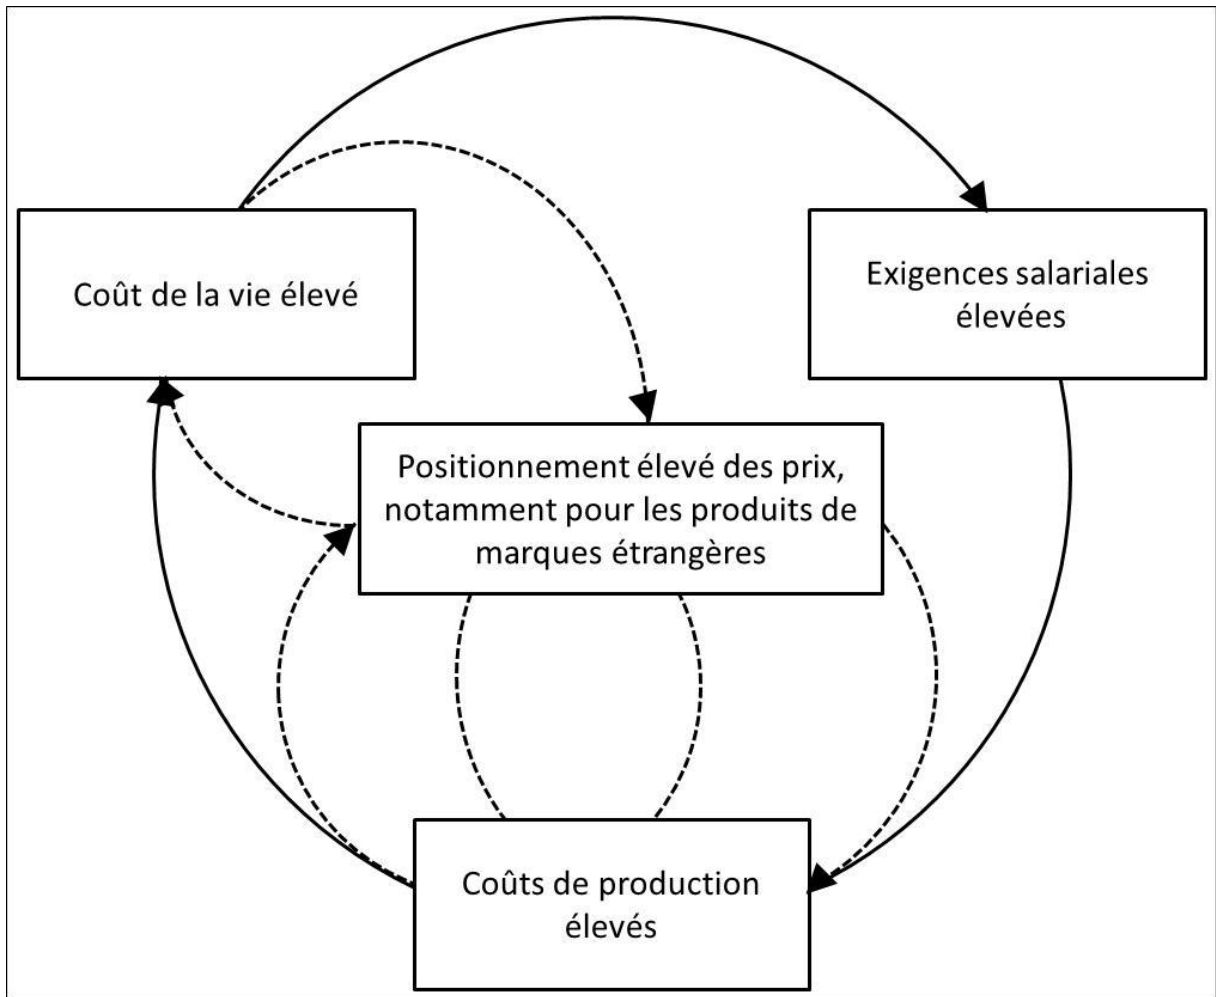 Coût de la vie élevé
Exigences salariales
élevées
Positionnement élevé des prix,
notamment pour les produits de
marques étrangères
Coûts de production
élevés